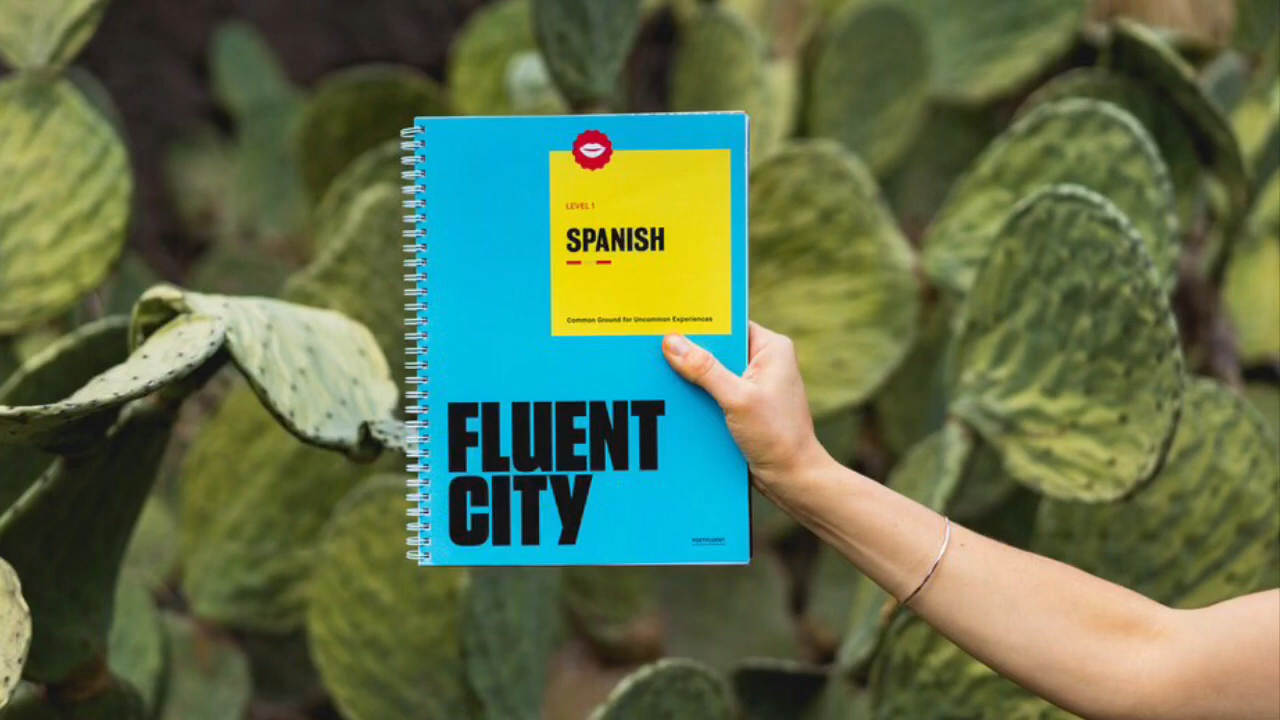 LEVEL 1
SPANISH
Common Ground for Uncommon Experiences
FLUENT
CITY